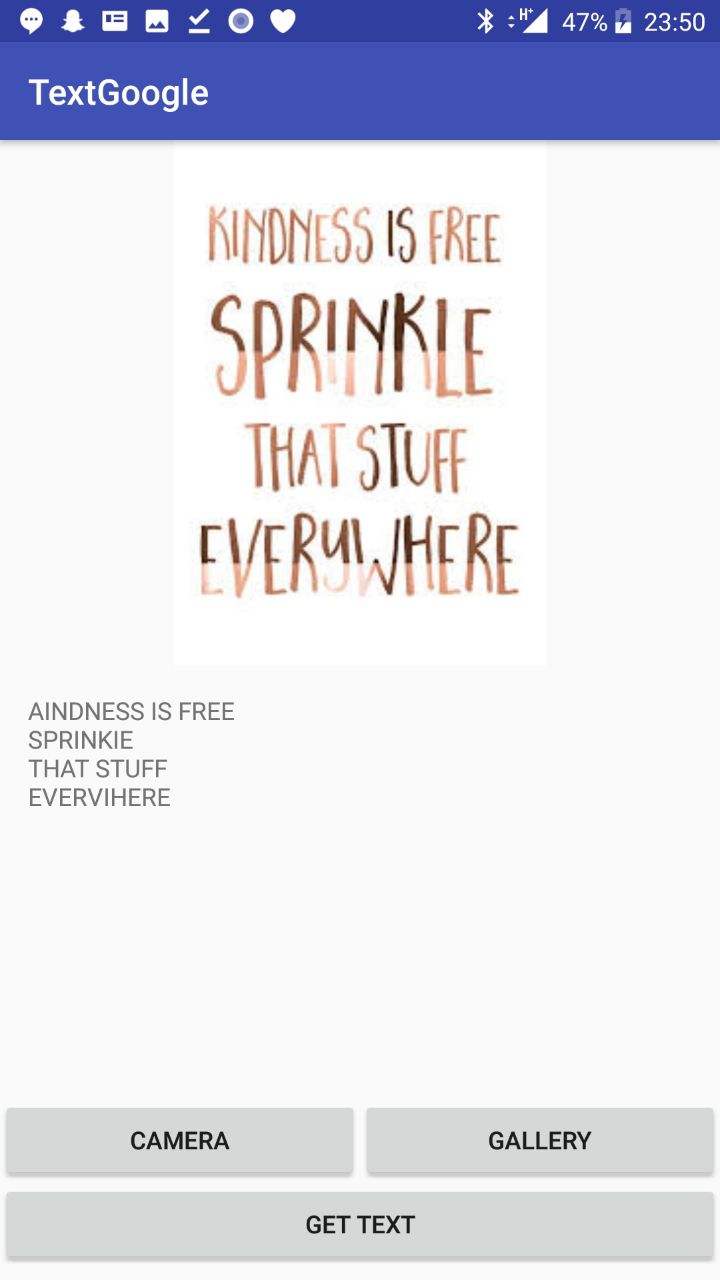 47% 23:50
TextGoogle
KINDNESS IS FREE
SPRINKLE
THAT STUFF
EVERYWHERE
AINDNESS IS FREE
SPRINKIE
THAT STUFF
EVERVIHERE
CAMERA GALLERY
GET TEXT